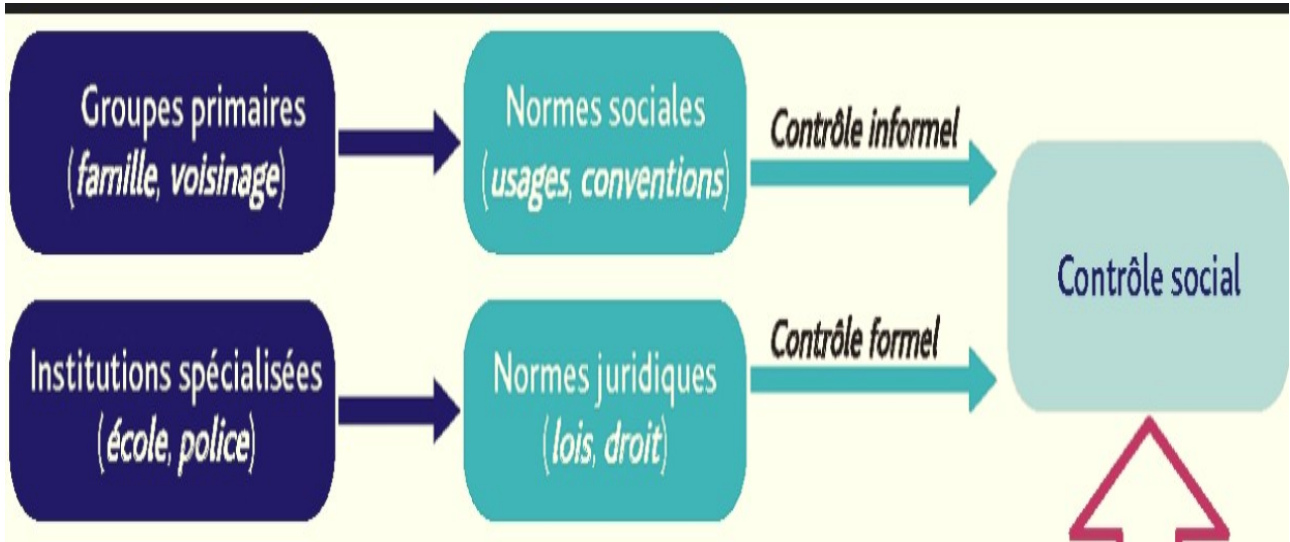 Groupes primaires
(famille, voisinage)
Normes sociales
(usages, conventions)
Contrôle informel
Contrôle social
Institutions spécialisées
(école, police)
Normes juridiques
(lois, droit)
Contrôle formel